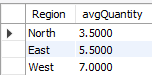 Region avgQuantity
North 3.5000
East 5.5000
West 7.0000